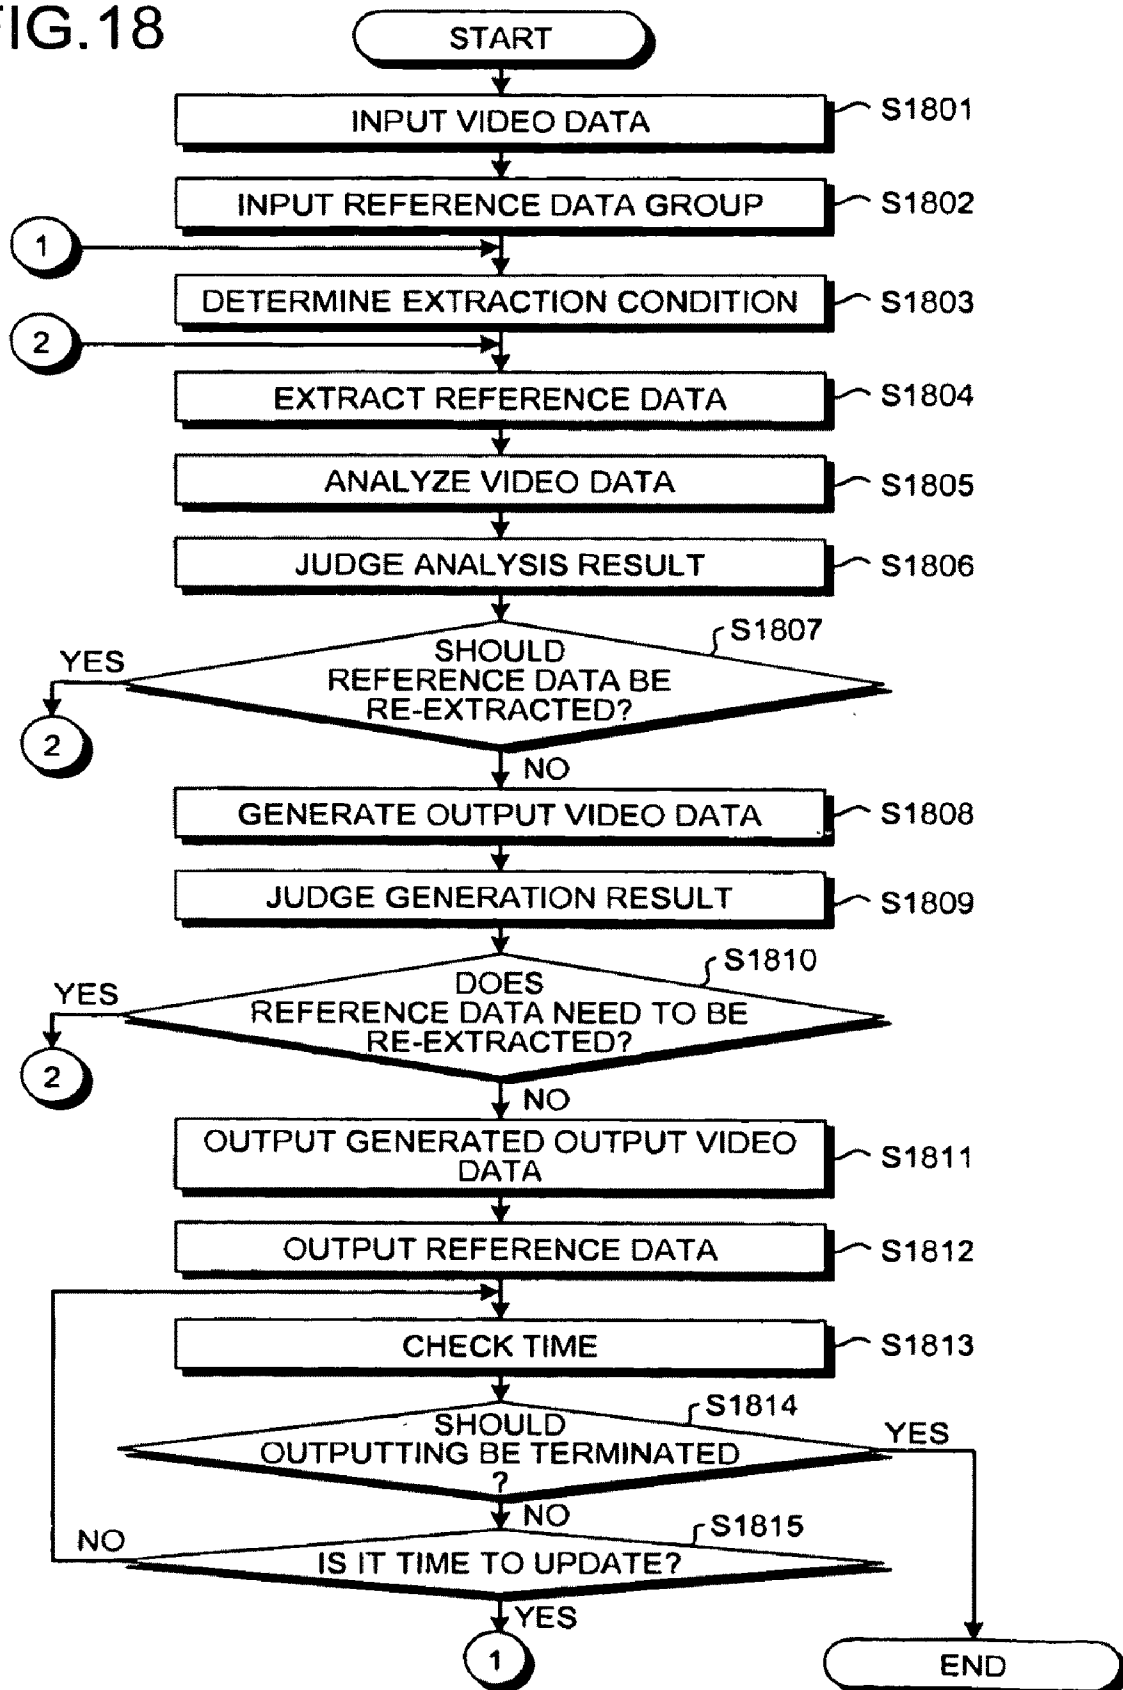 FIG.18
START
INPUT VIDEO DATA
S1801
INPUT REFERENCE DATA GROUP
S1802
1
DETERMINE EXTRACTION CONDITION
S1803
2
EXTRACT REFERENCE DATA
S1804
ANALYZE VIDEO DATA
S1805
JUDGE ANALYSIS RESULT
S1806
S1807
YES
SHOULD
REFERENCE DATA BE
RE-EXTRACTED?
2
NO
GENERATE OUTPUT VIDEO DATA
S1808
JUDGE GENERATION RESULT
S1809
S1810
YES
DOES
REFERENCE DATA NEED TO BE
RE-EXTRACTED?
2
NO
OUTPUT GENERATED OUTPUT VIDEO
DATA
S1811
OUTPUT REFERENCE DATA
S1812
CHECK TIME
S1813
S1814
SHOULD
OUTPUTTING BE TERMINATED
?
YES
NO
S1815
NO
IS IT TIME TO UPDATE?
YES
1
END